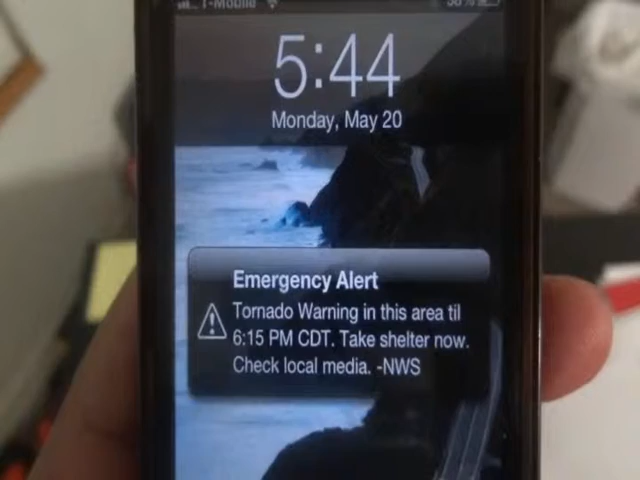 T-Mobile
5:44
Monday, May 20
Emergency Alert
Tornado Warning in this area til
6:15 PM CDT. Take shelter now.
Check local media. -NWS